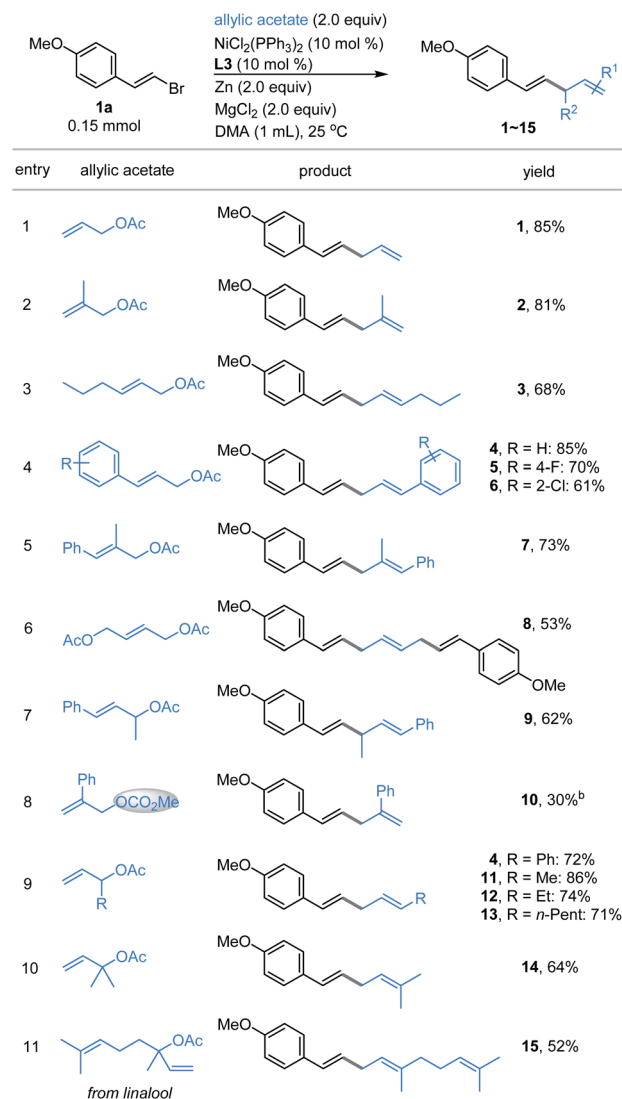 allylic acetate (2.0 equiv)
NiCl2(PPh3)2 (10 mol %)
L3 (10 mol %)
Zn (2.0 equiv)
MgCl2 (2.0 equiv)
DMA (1 mL), 25 °C
MeO
Br
1a
0.15 mmol
MeO
R1
R2
1~15
entry allylic acetate product yield
1 OAc MeO 1, 85%
2 OAc MeO 2, 81%
3 OAc MeO 3, 68%
4 R OAc MeO R 4, R = H: 85%
5, R = 4-F: 70%
6, R = 2-Cl: 61%
5 Ph OAc MeO Ph 7, 73%
6 AcO OAc MeO OMe 8, 53%
7 Ph OAc MeO Ph 9, 62%
8 Ph OCO2Me MeO Ph 10, 30%b
9 OAc R MeO R 4, R = Ph: 72%
11, R = Me: 86%
12, R = Et: 74%
13, R = n-Pent: 71%
10 OAc MeO 14, 64%
11 OAc MeO 15, 52%
from linalool